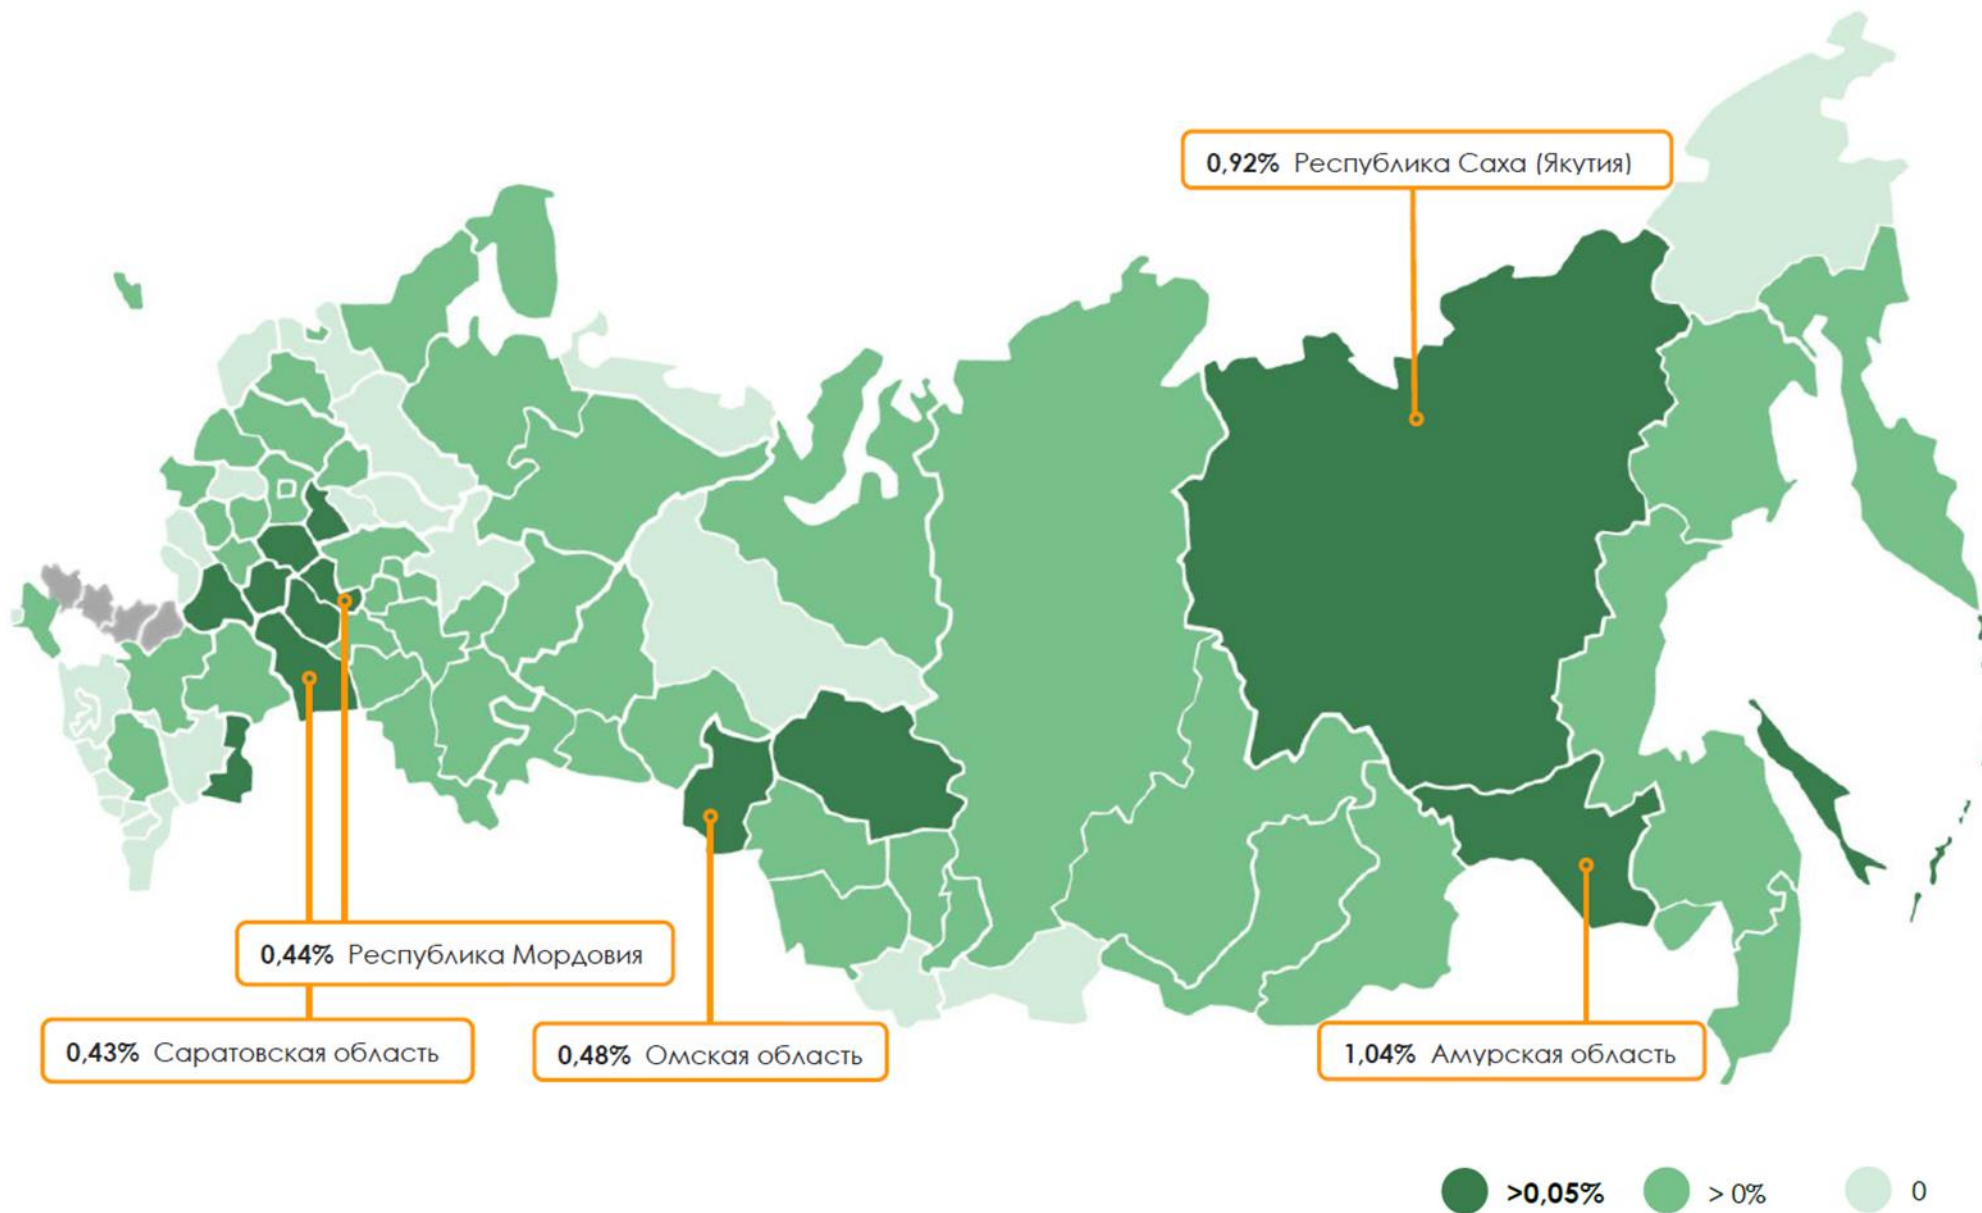 0,92% Республика Саха (Якутия)
0,44% Республика Мордовия
0,43% Саратовская область
0,48% Омская область
1,04% Амурская область
>0,05%
> 0%
0